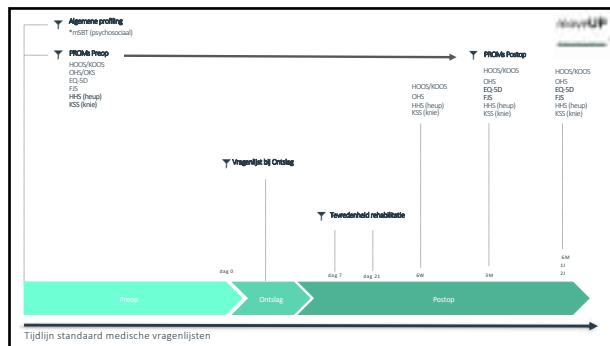 Algemene profiling
*mSBT (psychosociaal)
PROMs Preop
HOOS/KOOS
OHS/OKS
EQ-5D
FJS
HHS (heup)
KSS (knie)
PROMs Postop
HOOS/KOOS
OHS
HHS (heup)
KSS (knie)
HOOS/KOOS
OHS
EQ-5D
FJS
HHS (heup)
KSS (knie)
HOOS/KOOS
OHS
EQ-5D
FJS
HHS (heup)
KSS (knie)
Vragenlijst bij Ontslag
Tevredenheid rehabilitatie
dag 0
dag 7
dag 21
6W
3M
6M
1J
2J
Preop
Ontslag
Postop
Tijdlijn standaard medische vragenlijsten